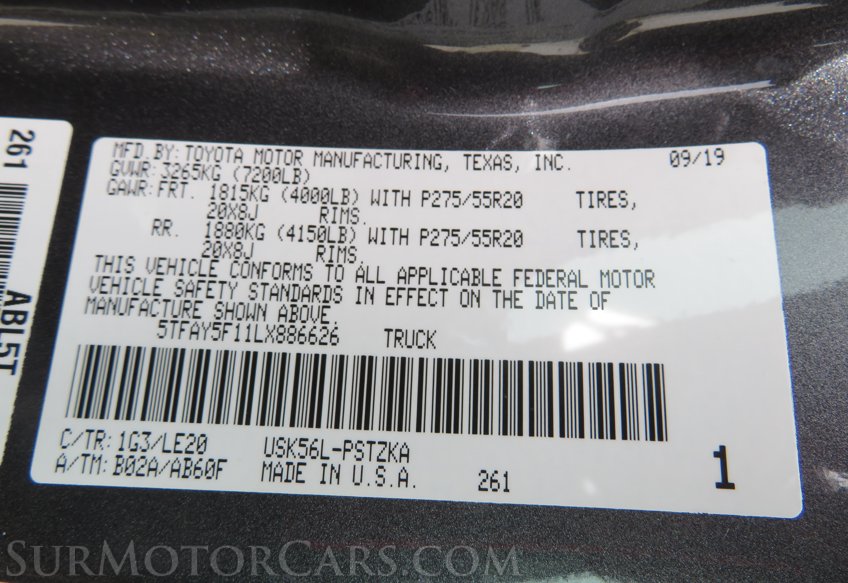 261
ABL5T
MFD.BY:TOYOTA MOTOR MANUFACTURING, TEXAS, INC. 09/19
GVWR:3265KG (7200LB)
GAWR:FRT. 1815KG (4000LB) WITH P275/55R20 TIRES,
20X8J RIMS.
RR. 1880KG (4150LB) WITH P275/55R20 TIRES,
20X8J RIMS.
THIS VEHICLE CONFORMS TO ALL APPLICABLE FEDERAL MOTOR
VEHICLE SAFETY STANDARDS IN EFFECT ON THE DATE OF
MANUFACTURE SHOWN ABOVE.
5TFAY5F11LX886626 TRUCK
C/TR:1G3/LE20 USK56L-PSTZKA
A/TM:B02A/AB60F MADE IN U.S.A. 261 1
SurMotorCars.com